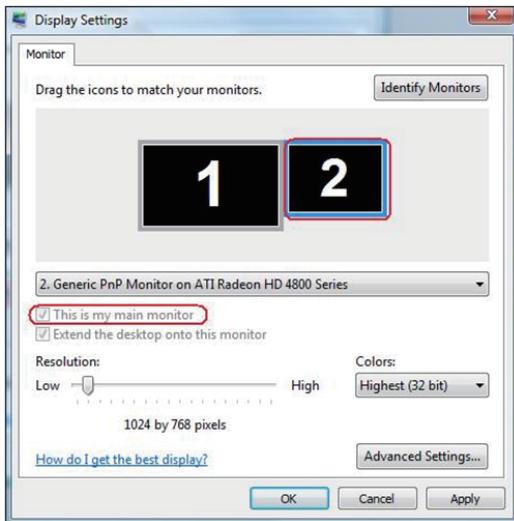 Display Settings
Monitor
Drag the icons to match your monitors.
Identify Monitors
1 2
2. Generic PnP Monitor on ATI Radeon HD 4800 Series
This is my main monitor
Extend the desktop onto this monitor
Resolution: Colors:
Low High Highest (32 bit)
1024 by 768 pixels
How do I get the best display? Advanced Settings...
OK Cancel Apply